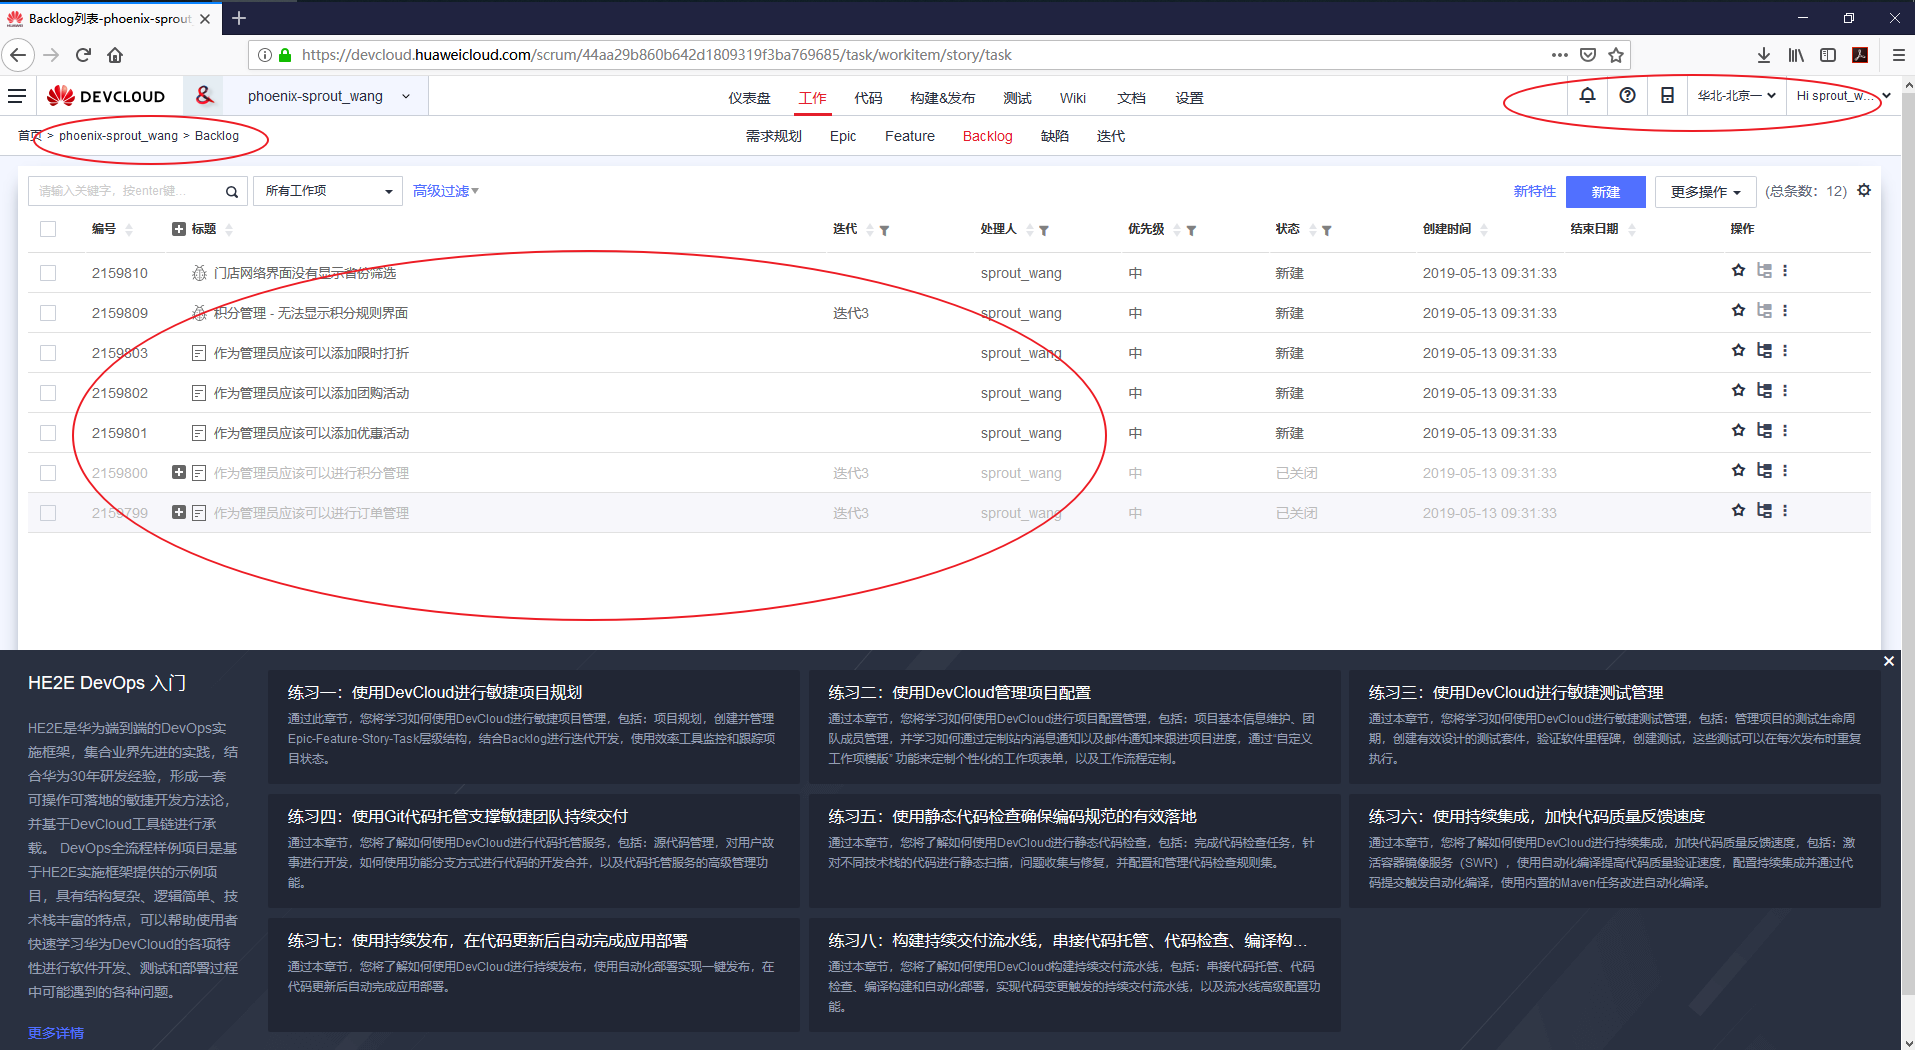 Backlog列表-phoenix-sprout
https://devcloud.huaweicloud.com/scrum/44aa29b860b642d1809319f3ba769685/task/workitem/story/task
DEVCLOUD
phoenix-sprout_wang
仪表盘 工作 代码 构建&发布 测试 Wiki 文档 设置
华北-北京一
Hi sprout_w...
首页 > phoenix-sprout_wang > Backlog
需求规划 Epic Feature Backlog 缺陷 迭代
请输入关键字，按enter键...
所有工作项
高级过滤
新特性 新建 更多操作 (总条数：12)
编号 标题 迭代 处理人 优先级 状态 创建时间 结束日期 操作
2159810 门店网络界面没有显示省份筛选 sprout_wang 中 新建 2019-05-13 09:31:33
2159809 积分管理 - 无法显示积分规则界面 迭代3 sprout_wang 中 新建 2019-05-13 09:31:33
2159803 作为管理员应该可以添加限时打折 sprout_wang 中 新建 2019-05-13 09:31:33
2159802 作为管理员应该可以添加团购活动 sprout_wang 中 新建 2019-05-13 09:31:33
2159801 作为管理员应该可以添加优惠活动 sprout_wang 中 新建 2019-05-13 09:31:33
2159800 作为管理员应该可以进行积分管理 迭代3 sprout_wang 中 已关闭 2019-05-13 09:31:33
2159799 作为管理员应该可以进行订单管理 迭代3 sprout_wang 中 已关闭 2019-05-13 09:31:33
HE2E DevOps 入门
HE2E是华为端到端的DevOps实
施框架，集合业界先进的实践，结
合华为30年研发经验，形成一套
可操作可落地的敏捷开发方法论，
并基于DevCloud工具链进行承
载。 DevOps全流程样例项目是基
于HE2E实施框架提供的示例项
目，具有结构复杂、逻辑简单、技
术栈丰富的特点，可以帮助使用者
快速学习华为DevCloud的各项特
性进行软件开发、测试和部署过程
中可能遇到的各种问题。
更多详情
练习一：使用DevCloud进行敏捷项目规划
通过此章节，您将学习如何使用DevCloud进行敏捷项目管理，包括：项目规划，创建并管理
Epic-Feature-Story-Task层级结构，结合Backlog进行迭代开发，使用效率工具监控和跟踪项
目状态。
练习二：使用DevCloud管理项目配置
通过本章节，您将学习如何使用DevCloud进行项目配置管理，包括：项目基本信息维护、团
队成员管理，并学习如何通过定制站内消息通知以及邮件通知来跟进项目进度，通过“自定义
工作项模版” 功能来定制个性化的工作项表单，以及工作流程定制。
练习三：使用DevCloud进行敏捷测试管理
通过本章节，您将学习如何使用DevCloud进行敏捷测试管理，包括：管理项目的测试生命周
期，创建有效设计的测试套件，验证软件里程碑，创建测试，这些测试可以在每次发布时重复
执行。
练习四：使用Git代码托管支撑敏捷团队持续交付
通过本章节，您将了解如何使用DevCloud进行代码托管服务，包括：源代码管理，对用户故
事进行开发，如何使用功能分支方式进行代码的开发合并，以及代码托管服务的高级管理功
能。
练习五：使用静态代码检查确保编码规范的有效落地
通过本章节，您将了解如何使用DevCloud进行静态代码检查，包括：完成代码检查任务，针
对不同技术栈的代码进行静态扫描，问题收集与修复，并配置和管理代码检查规则集。
练习六：使用持续集成，加快代码质量反馈速度
通过本章节，您将了解如何使用DevCloud进行持续集成，加快代码质量反馈速度，包括：激
活容器镜像服务（SWR），使用自动化编译提高代码质量验证速度，配置持续集成并通过代
码提交触发自动化编译，使用内置的Maven任务改进自动化编译。
练习七：使用持续发布，在代码更新后自动完成应用部署
通过本章节，您将了解如何使用DevCloud进行持续发布，使用自动化部署实现一键发布，在
代码更新后自动完成应用部署。
练习八：构建持续交付流水线，串接代码托管、代码检查、编译构...
通过本章节，您将了解如何使用DevCloud构建持续交付流水线，包括：串接代码托管、代码
检查、编译构建和自动化部署，实现代码变更触发的持续交付流水线，以及流水线高级配置功
能。